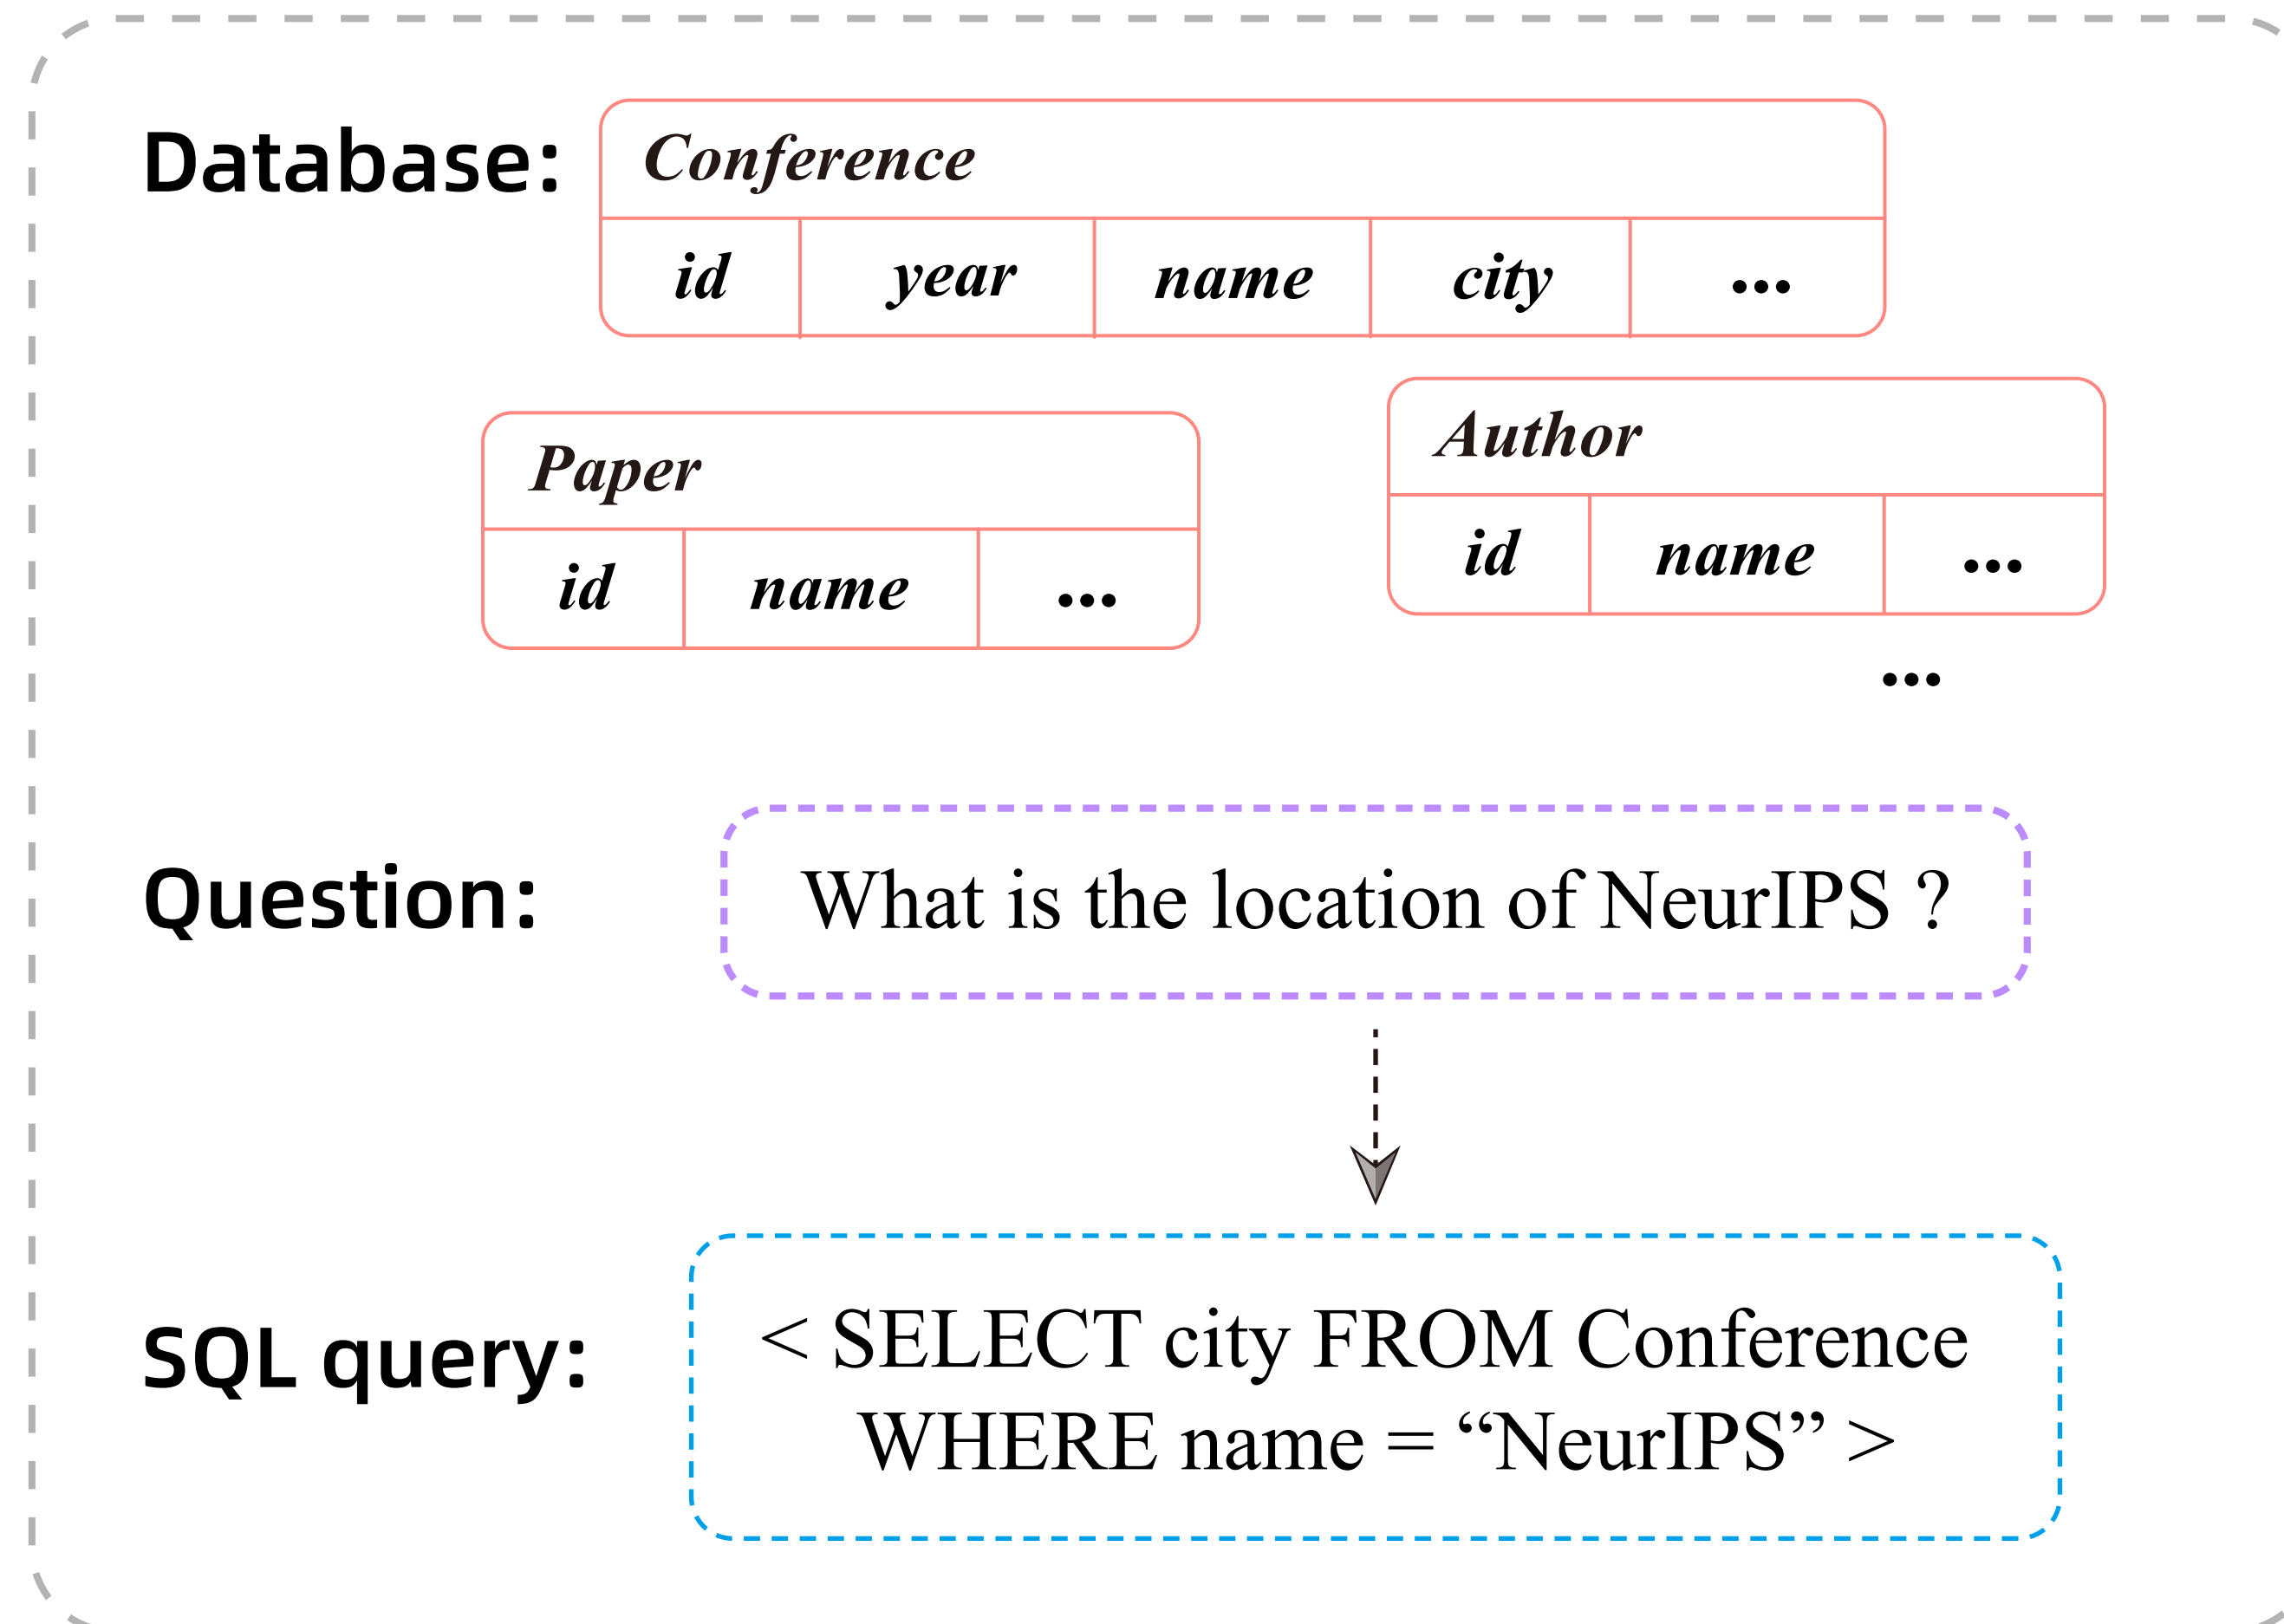 Database:
Conference
id year name city •••
Paper
id name •••
Author
id name •••
•••
Question:
What is the location of NeurIPS ?
SQL query:
< SELECT city FROM Conference
WHERE name = “NeurIPS” >